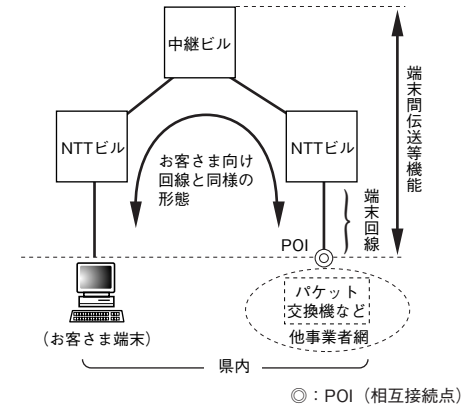 中継ビル
NTTビル
NTTビル
お客さま向け
回線と同様の
形態
端末間伝送等機能
端末回線
POI
パケット
交換機など
他事業者網
（お客さま端末）
県内
◎：POI（相互接続点）